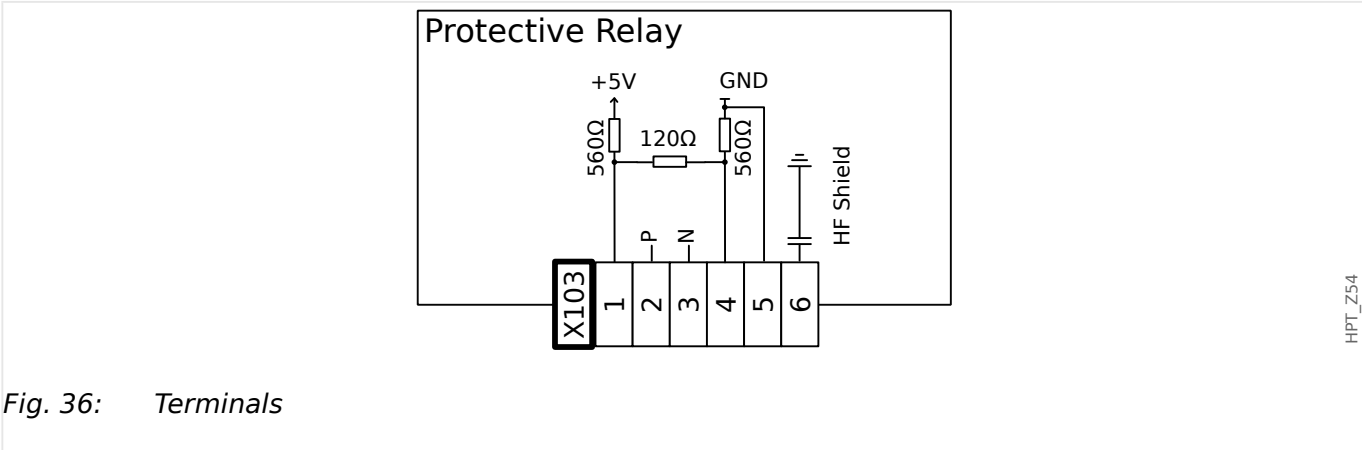 Protective Relay
+5V
GND
560Ω
120Ω
560Ω
HF Shield
P
N
X103
1
2
3
4
5
6
HPT_Z54
Fig. 36: Terminals